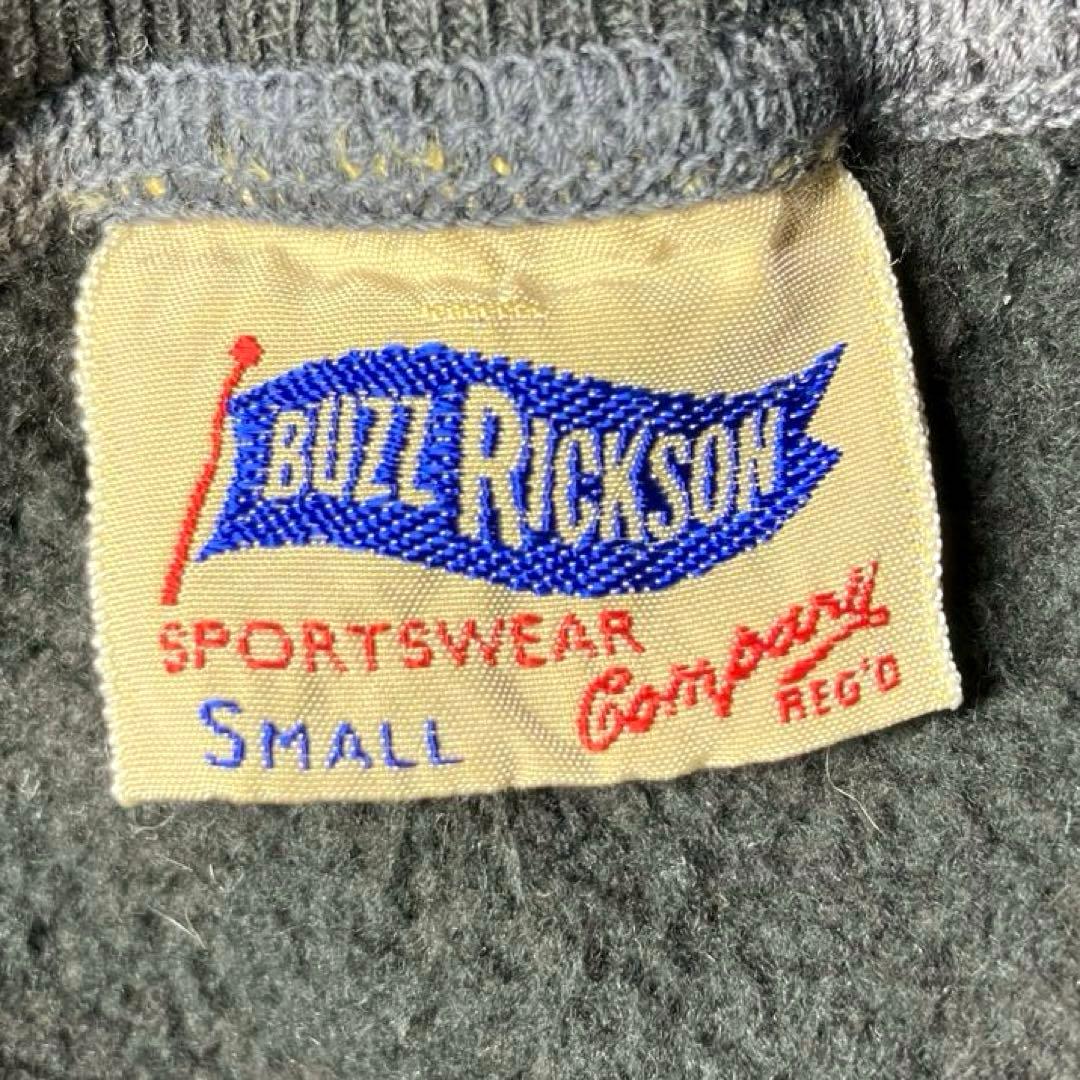 BUZZ RICKSON
SPORTSWEAR
Company
REG'D
SMALL